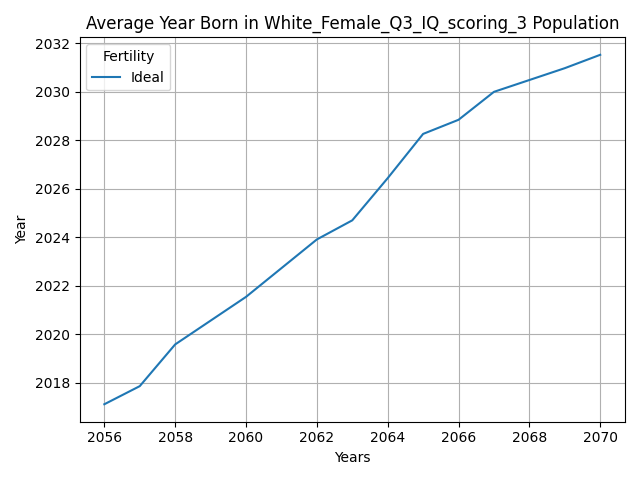 Average Year Born in White_Female_Q3_IQ_scoring_3 Population
Fertility
Ideal
2032
2030
2028
2026
2024
2022
2020
2018
Year
2056 2058 2060 2062 2064 2066 2068 2070
Years